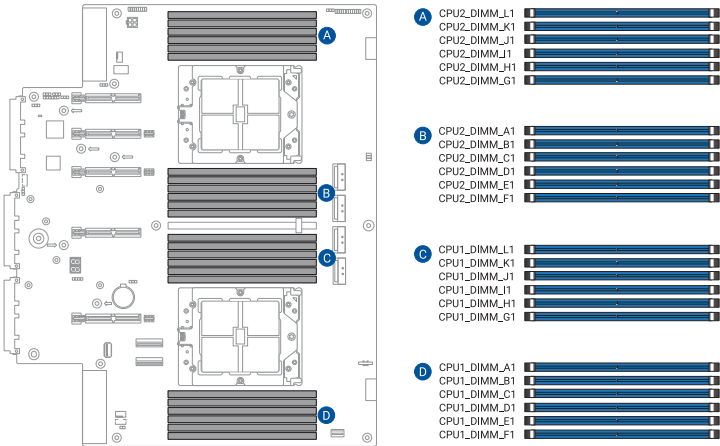 A
B
C
D
A
CPU2_DIMM_L1
CPU2_DIMM_K1
CPU2_DIMM_J1
CPU2_DIMM_I1
CPU2_DIMM_H1
CPU2_DIMM_G1
B
CPU2_DIMM_A1
CPU2_DIMM_B1
CPU2_DIMM_C1
CPU2_DIMM_D1
CPU2_DIMM_E1
CPU2_DIMM_F1
C
CPU1_DIMM_L1
CPU1_DIMM_K1
CPU1_DIMM_J1
CPU1_DIMM_I1
CPU1_DIMM_H1
CPU1_DIMM_G1
D
CPU1_DIMM_A1
CPU1_DIMM_B1
CPU1_DIMM_C1
CPU1_DIMM_D1
CPU1_DIMM_E1
CPU1_DIMM_F1